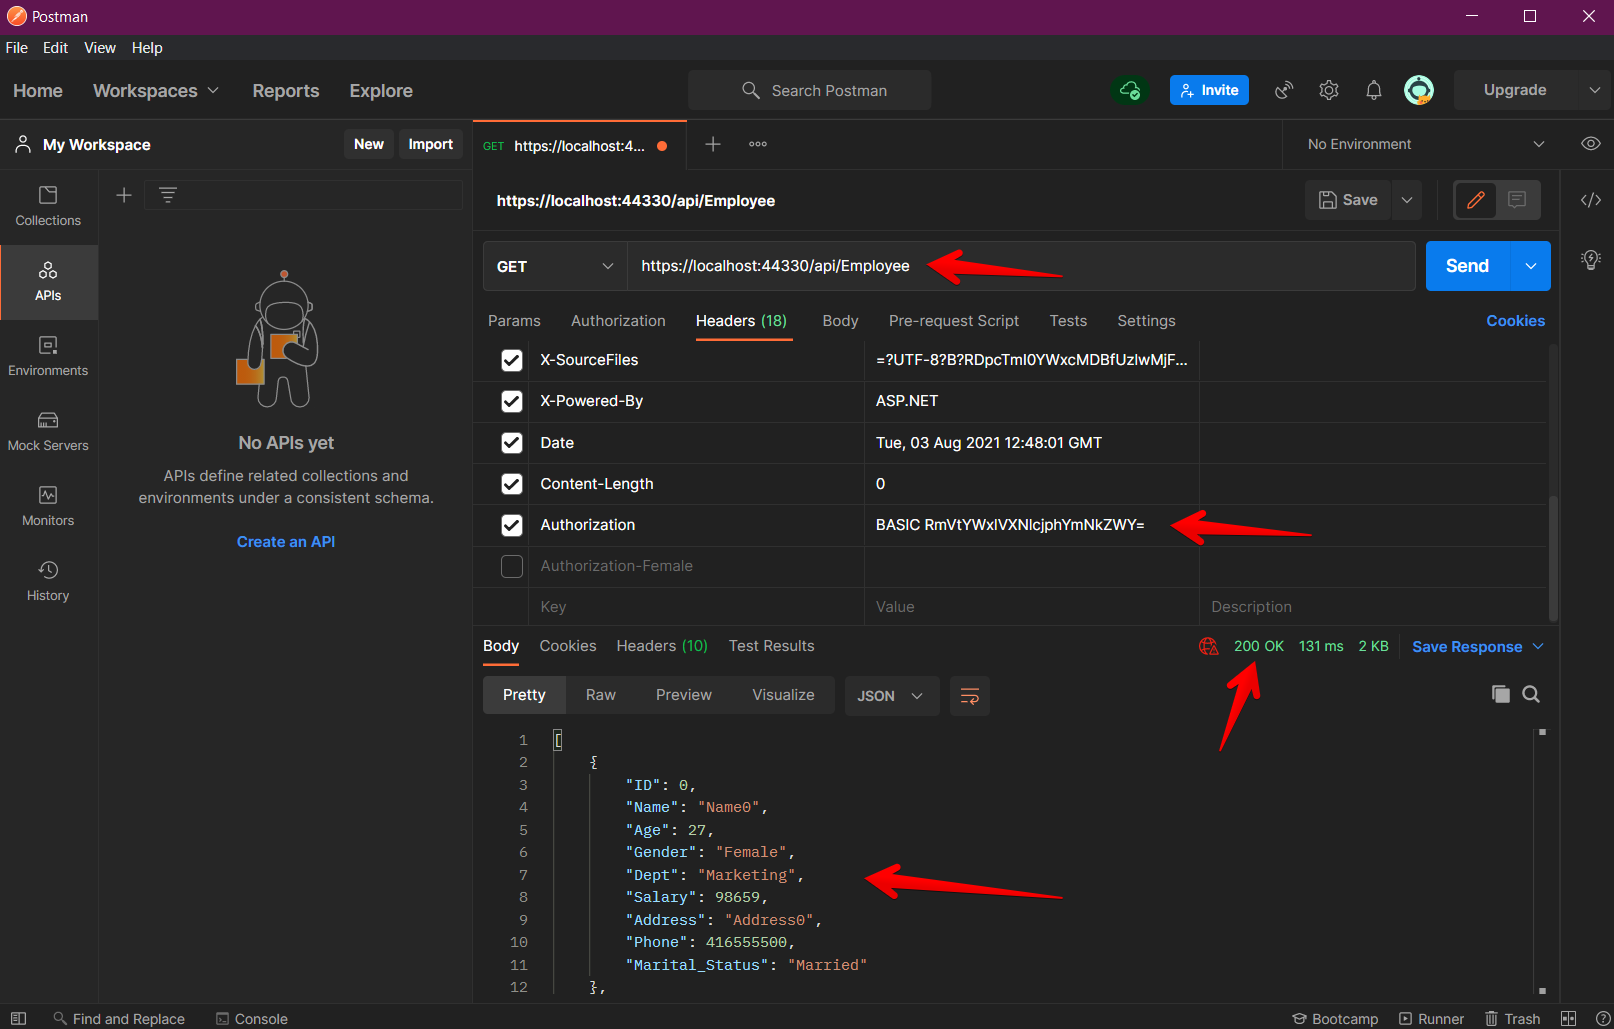 Postman
File Edit View Help
Home Workspaces Reports Explore Search Postman Invite Upgrade
My Workspace New Import
GET https://localhost:4... No Environment
Collections
APIs
Environments
Mock Servers
Monitors
History
No APIs yet
APIs define related collections and
environments under a consistent schema.
Create an API
https://localhost:44330/api/Employee Save
GET https://localhost:44330/api/Employee Send
Params Authorization Headers (18) Body Pre-request Script Tests Settings Cookies
X-SourceFiles =?UTF-8?B?RDpcTmI0YWxcMDBfUzIwMjF...
X-Powered-By ASP.NET
Date Tue, 03 Aug 2021 12:48:01 GMT
Content-Length 0
Authorization BASIC RmVtYWxlVXNlcjphYmNkZWY=
Authorization-Female
Key Value Description
Body Cookies Headers (10) Test Results 200 OK 131 ms 2 KB Save Response
Pretty Raw Preview Visualize JSON
1 [
2 {
3 "ID": 0,
4 "Name": "Name0",
5 "Age": 27,
6 "Gender": "Female",
7 "Dept": "Marketing",
8 "Salary": 98659,
9 "Address": "Address0",
10 "Phone": 416555500,
11 "Marital_Status": "Married"
12 },
Find and Replace Console Bootcamp Runner Trash